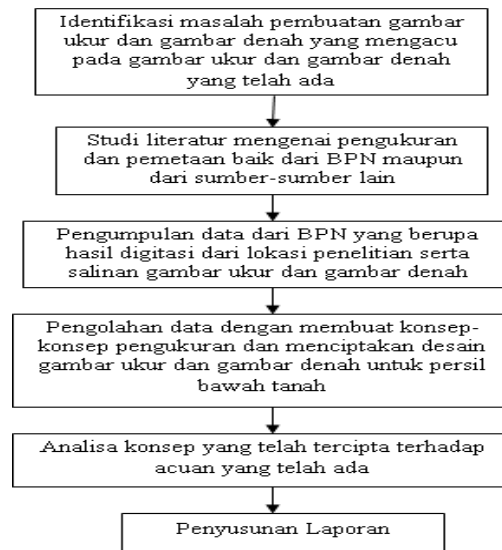 Identifikasi masalah pembuatan gambar
ukur dan gambar denah yang mengacu
pada gambar ukur dan gambar denah
yang telah ada
Studi literatur mengenai pengukuran
dan pemetaan baik dari BPN maupun
dari sumber-sumber lain
Pengumpulan data dari BPN yang berupa
hasil digitasi dari lokasi penelitian serta
salinan gambar ukur dan gambar denah
Pengolahan data dengan membuat konsep-
konsep pengukuran dan menciptakan desain
gambar ukur dan gambar denah untuk persil
bawah tanah
Analisa konsep yang telah tercipta terhadap
acuan yang telah ada
Penyusunan Laporan